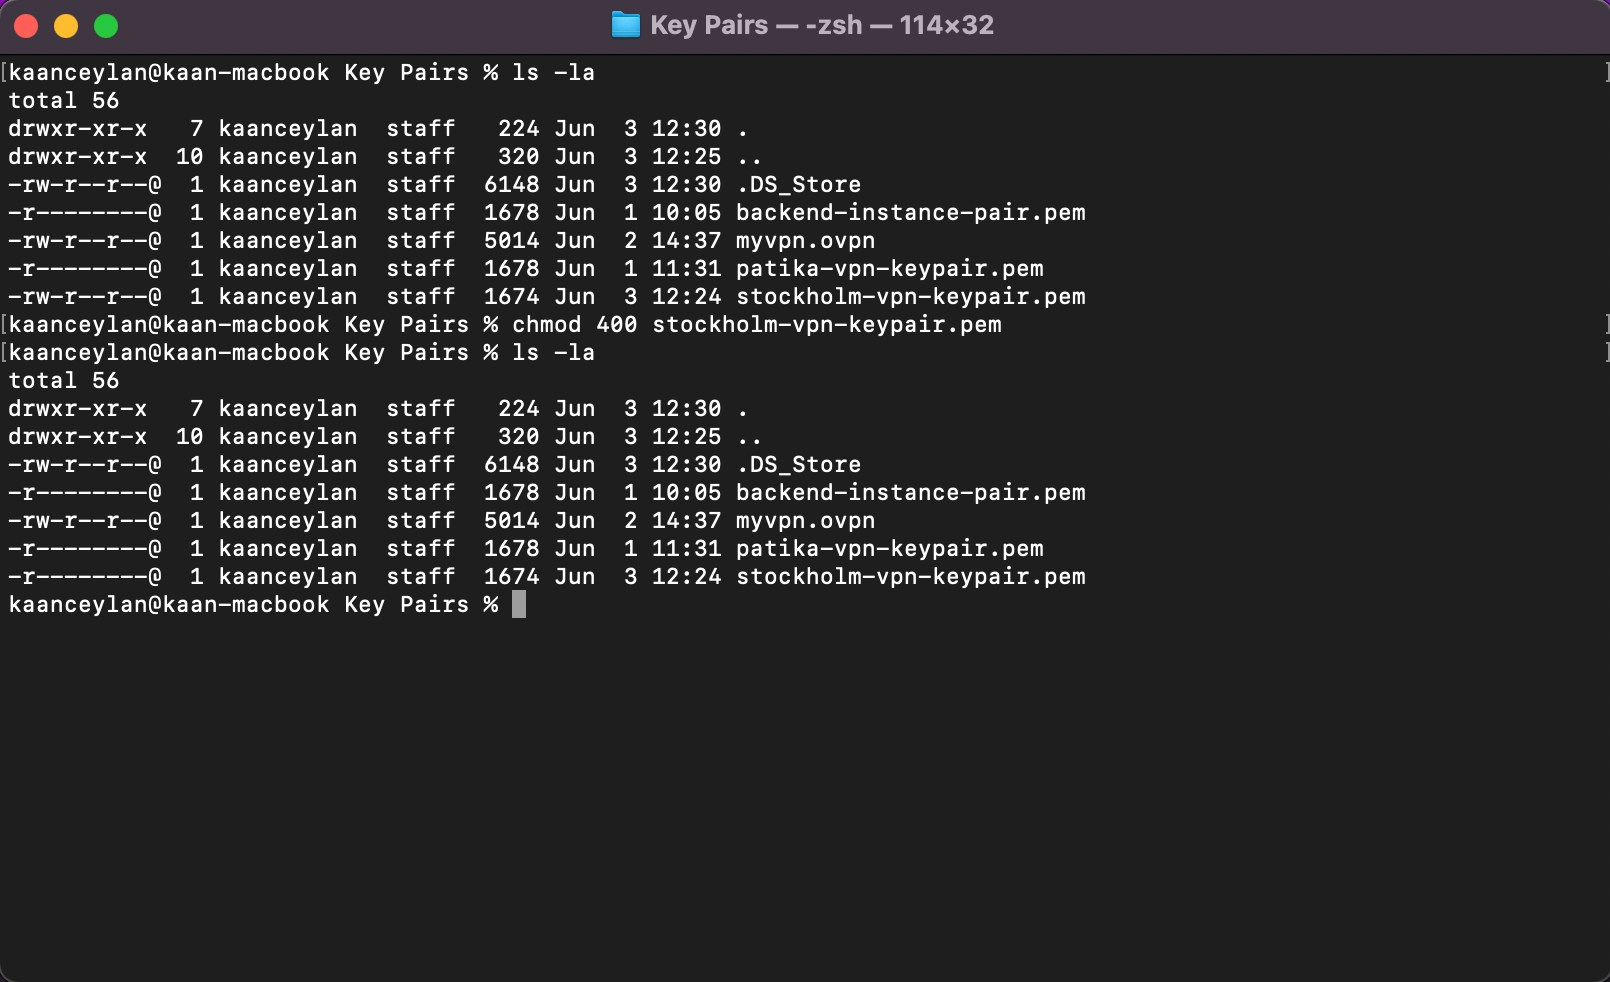 Key Pairs — -zsh — 114×32
[kaanceylan@kaan-macbook Key Pairs % ls -la ]
total 56
drwxr-xr-x   7 kaanceylan  staff   224 Jun  3 12:30 .
drwxr-xr-x  10 kaanceylan  staff   320 Jun  3 12:25 ..
-rw-r--r--@  1 kaanceylan  staff  6148 Jun  3 12:30 .DS_Store
-r--------@  1 kaanceylan  staff  1678 Jun  1 10:05 backend-instance-pair.pem
-rw-r--r--@  1 kaanceylan  staff  5014 Jun  2 14:37 myvpn.ovpn
-r--------@  1 kaanceylan  staff  1678 Jun  1 11:31 patika-vpn-keypair.pem
-rw-r--r--@  1 kaanceylan  staff  1674 Jun  3 12:24 stockholm-vpn-keypair.pem
[kaanceylan@kaan-macbook Key Pairs % chmod 400 stockholm-vpn-keypair.pem ]
[kaanceylan@kaan-macbook Key Pairs % ls -la ]
total 56
drwxr-xr-x   7 kaanceylan  staff   224 Jun  3 12:30 .
drwxr-xr-x  10 kaanceylan  staff   320 Jun  3 12:25 ..
-rw-r--r--@  1 kaanceylan  staff  6148 Jun  3 12:30 .DS_Store
-r--------@  1 kaanceylan  staff  1678 Jun  1 10:05 backend-instance-pair.pem
-rw-r--r--@  1 kaanceylan  staff  5014 Jun  2 14:37 myvpn.ovpn
-r--------@  1 kaanceylan  staff  1678 Jun  1 11:31 patika-vpn-keypair.pem
-r--------@  1 kaanceylan  staff  1674 Jun  3 12:24 stockholm-vpn-keypair.pem
kaanceylan@kaan-macbook Key Pairs %